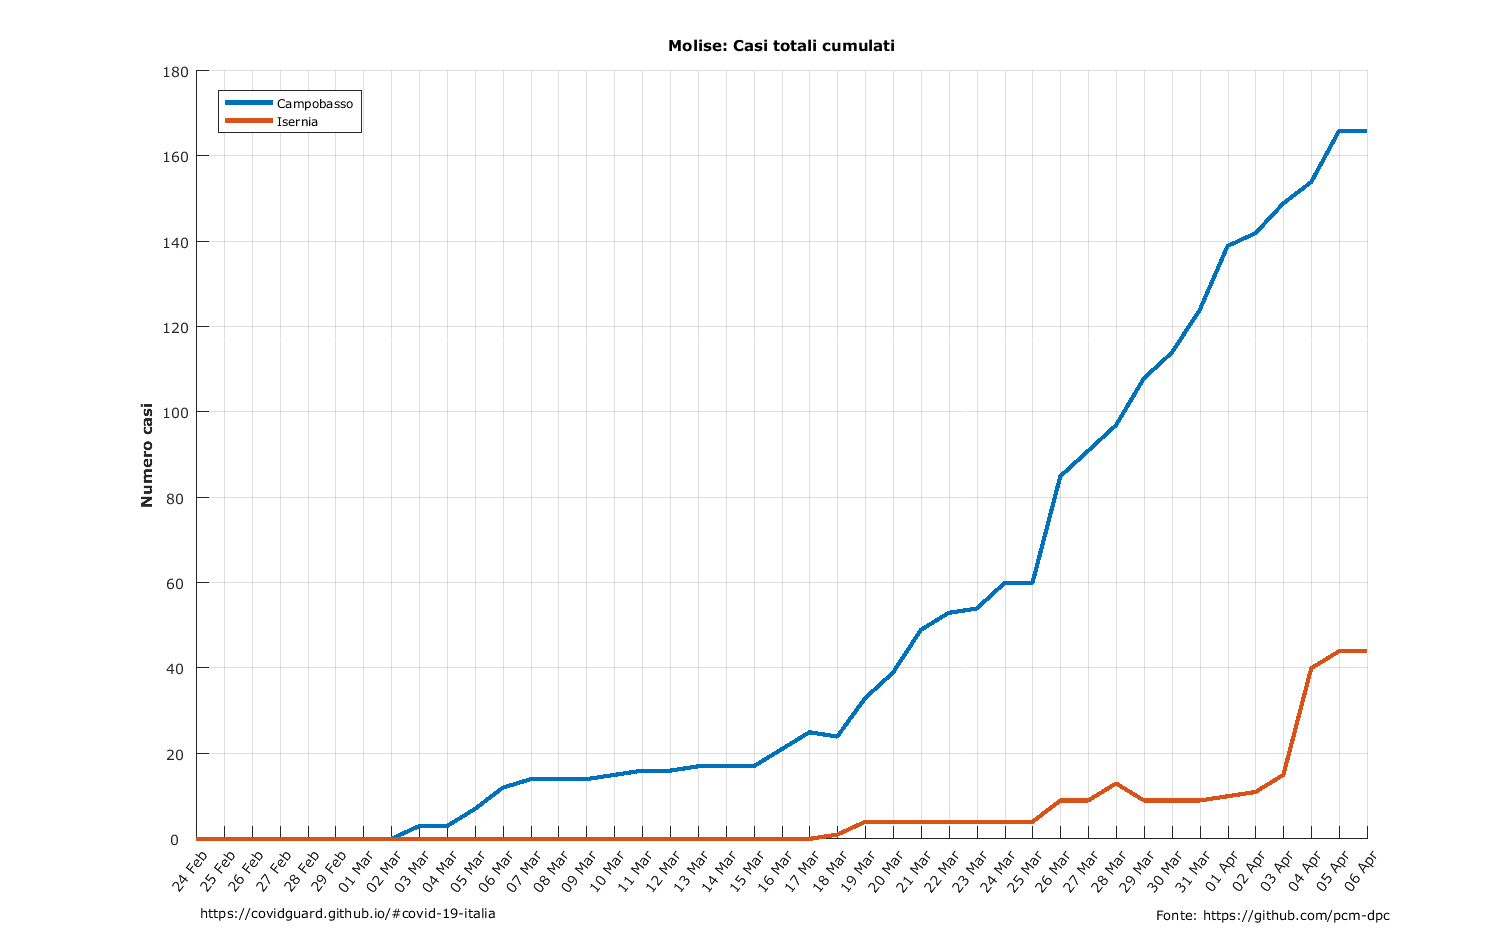 Molise: Casi totali cumulati
180
160
140
120
100
80
60
40
20
0
Numero casi
Campobasso
Isernia
24 Feb
25 Feb
26 Feb
27 Feb
28 Feb
29 Feb
01 Mar
02 Mar
03 Mar
04 Mar
05 Mar
06 Mar
07 Mar
08 Mar
09 Mar
10 Mar
11 Mar
12 Mar
13 Mar
14 Mar
15 Mar
16 Mar
17 Mar
18 Mar
19 Mar
20 Mar
21 Mar
22 Mar
23 Mar
24 Mar
25 Mar
26 Mar
27 Mar
28 Mar
29 Mar
30 Mar
31 Mar
01 Apr
02 Apr
03 Apr
04 Apr
05 Apr
06 Apr
https://covidguard.github.io/#covid-19-italia
Fonte: https://github.com/pcm-dpc